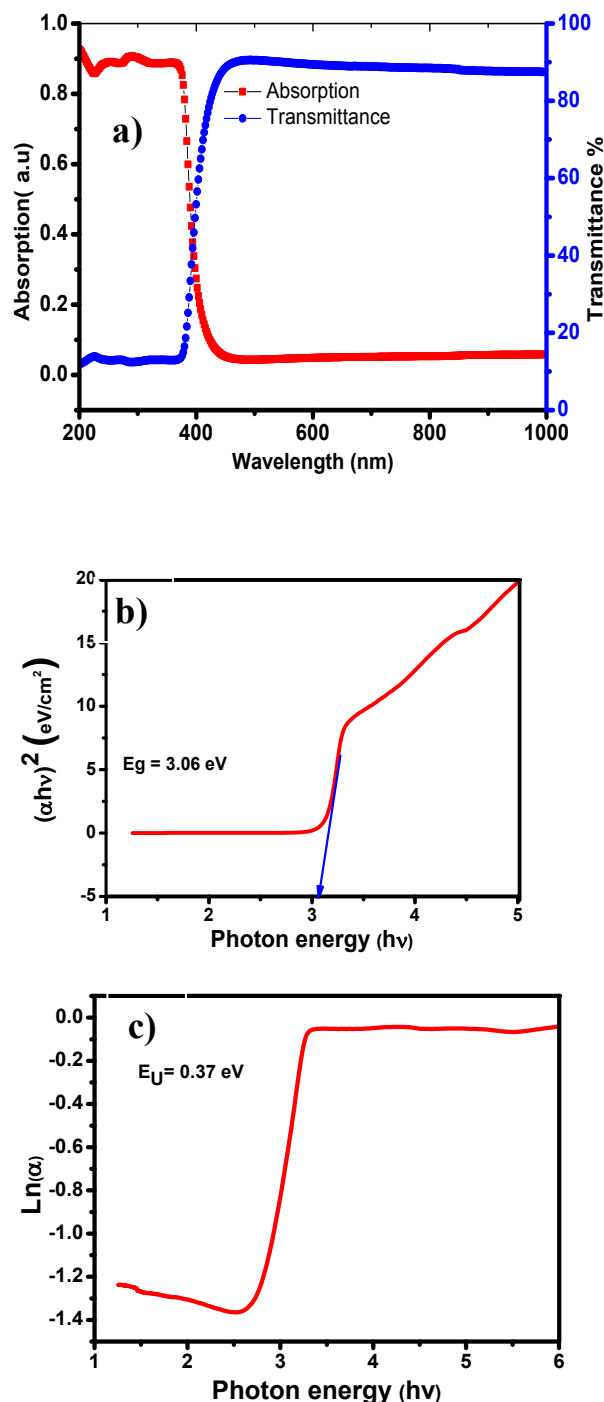 100
1.0
a)
Absorption
Transmittance
80
0.8
60
0.6
40
0.4
20
0.2
0.0
0
Absorption( a.u)
Transmittance %
200 400 600 800 1000
Wavelength (nm)
b)
20
15
10
5
0
-5
(αhν)² (eV/cm²)
Eg = 3.06 eV
1 2 3 4 5
Photon energy (hν)
c)
0.0
-0.2
-0.4
-0.6
-0.8
-1.0
-1.2
-1.4
Ln(α)
E_U= 0.37 eV
1 2 3 4 5 6
Photon energy (hν)